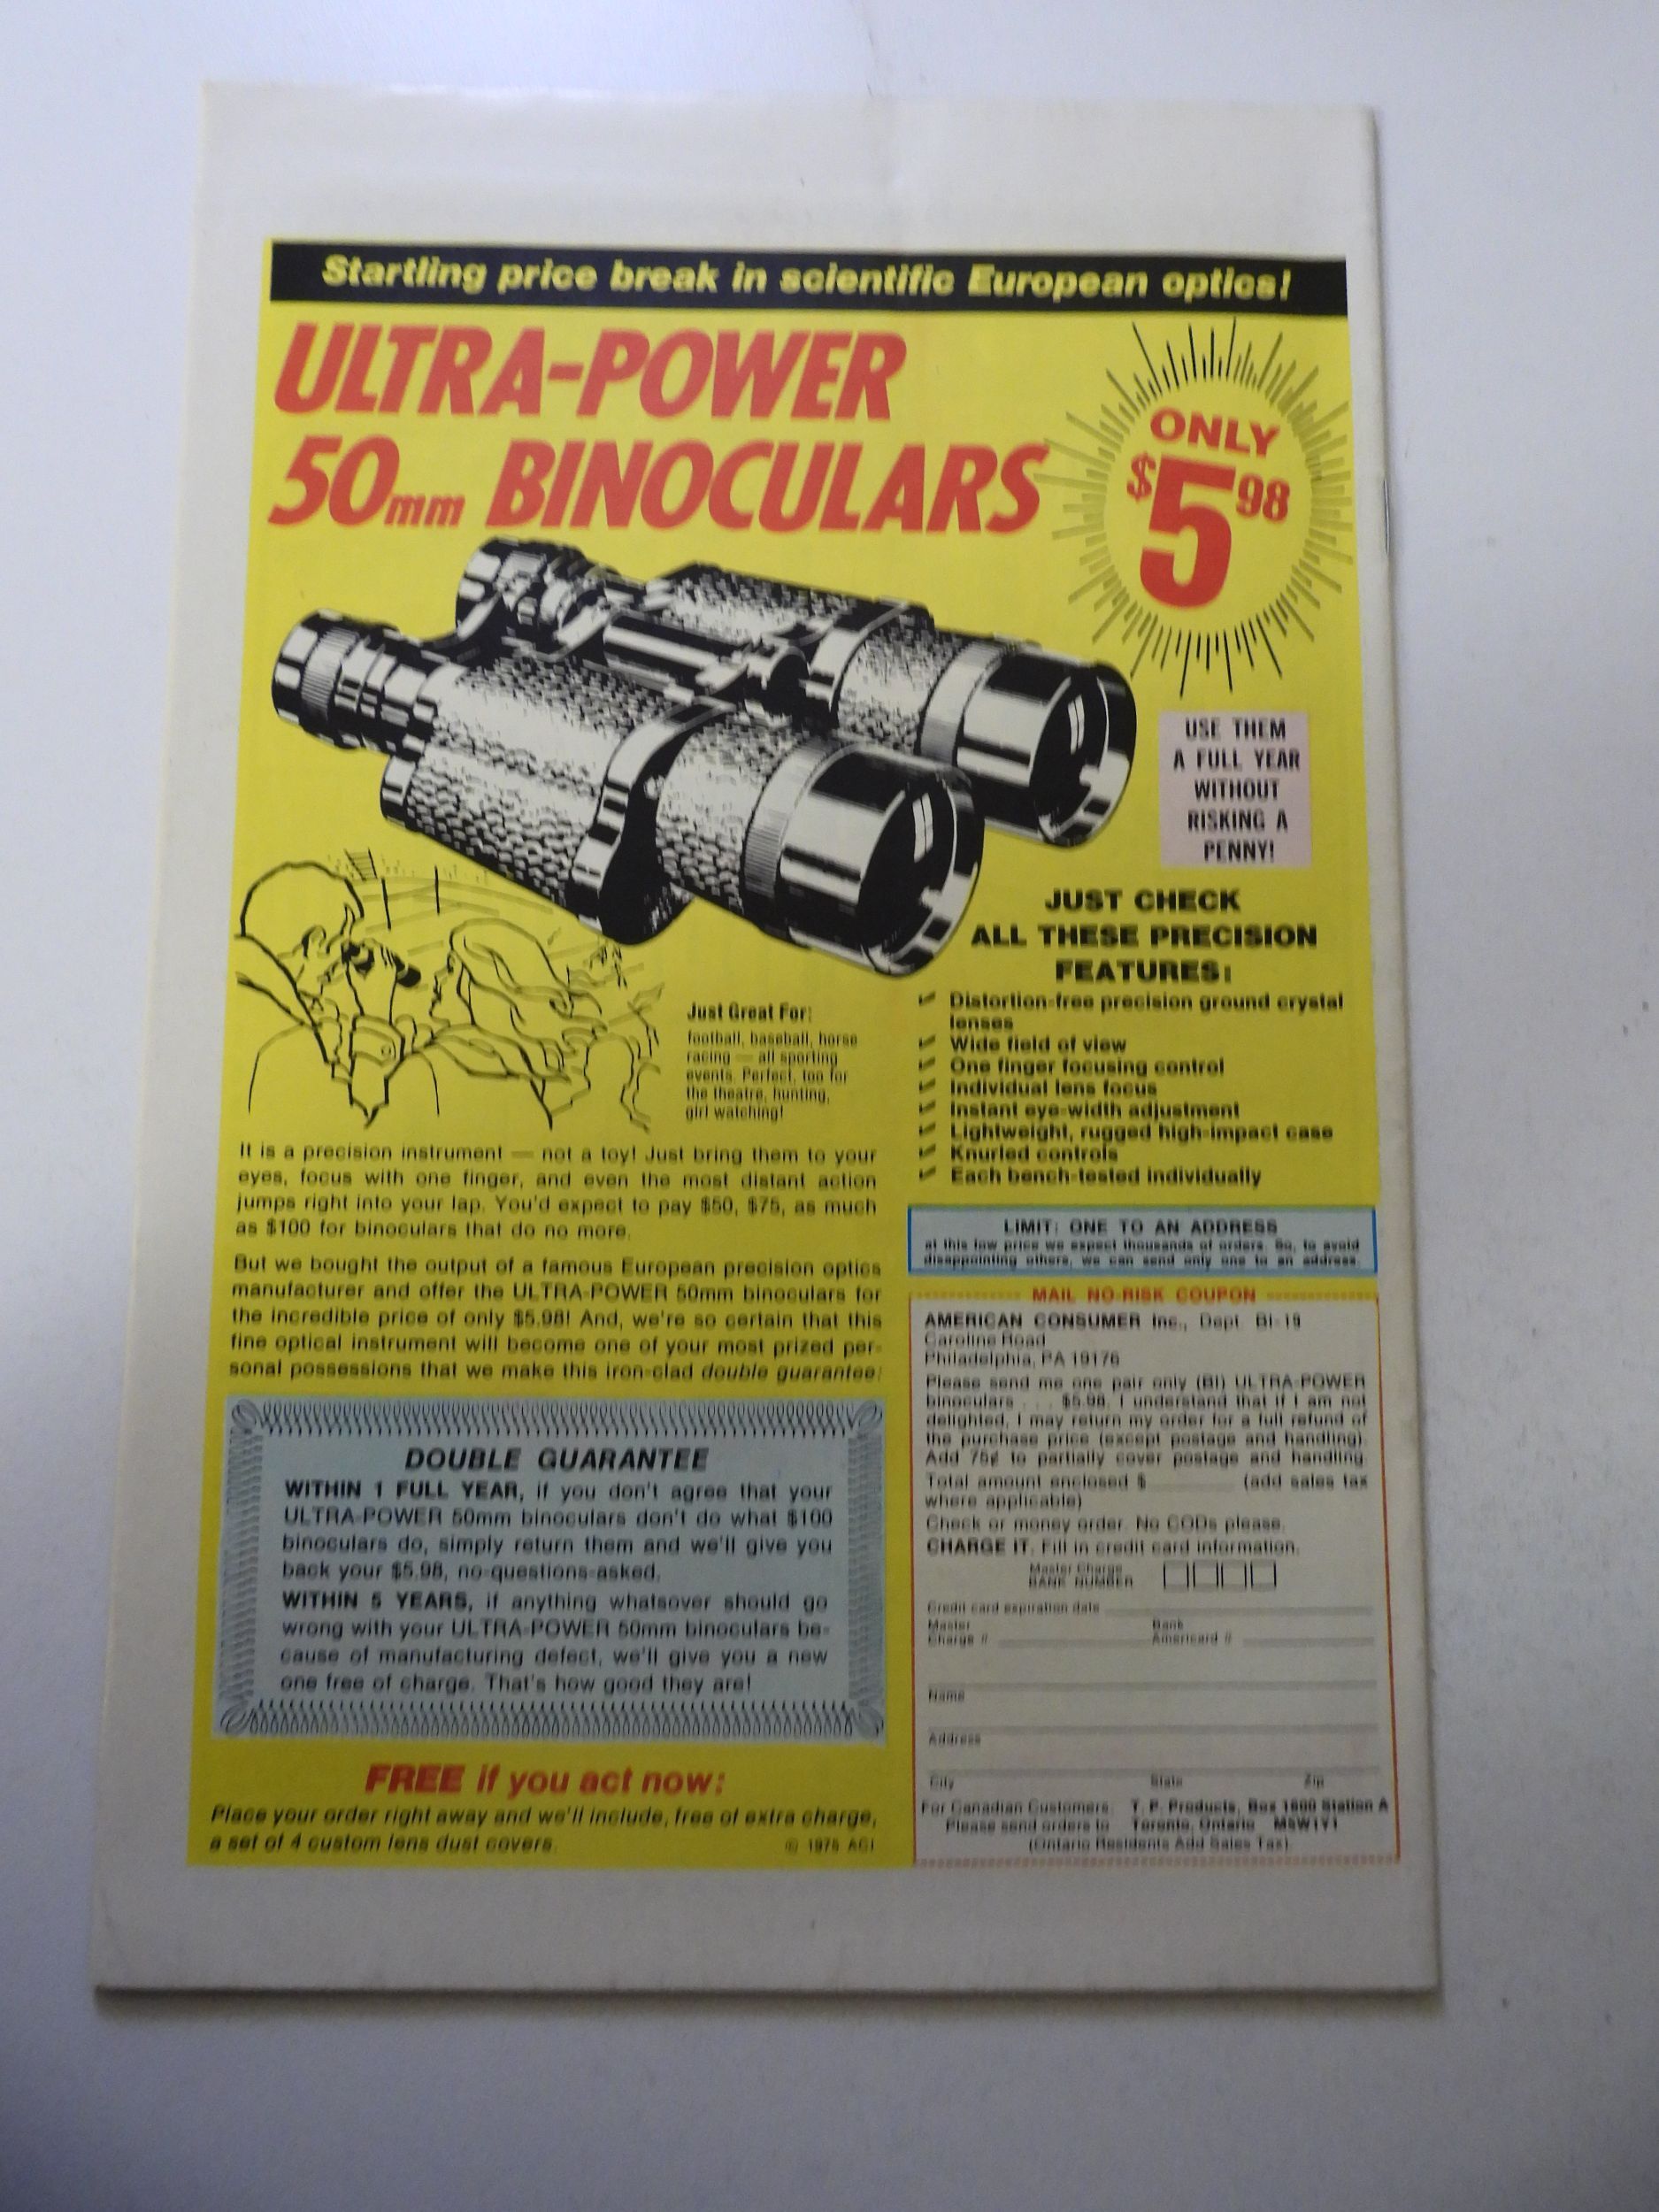 Startling price break in scientific European optics!
ULTRA-POWER
50mm BINOCULARS
ONLY
$5 98
USE THEM
A FULL YEAR
WITHOUT
RISKING A
PENNY!
JUST CHECK
ALL THESE PRECISION
FEATURES:
Distortion-free precision ground crystal
lenses
Wide field of view
One finger focusing control
Individual lens focus
Instant eye-width adjustment
Lightweight, rugged high-impact case
Knurled controls
Each bench-tested individually
Just Great For:
football, baseball, horse
racing — all sporting
events. Perfect, too for
the theatre, hunting,
girl watching!
It is a precision instrument — not a toy! Just bring them to your
eyes, focus with one finger, and even the most distant action
jumps right into your lap. You'd expect to pay $50, $75, as much
as $100 for binoculars that do no more.
But we bought the output of a famous European precision optics
manufacturer and offer the ULTRA-POWER 50mm binoculars for
the incredible price of only $5.98! And, we're so certain that this
fine optical instrument will become one of your most prized per-
sonal possessions that we make this iron-clad double guarantee:
DOUBLE GUARANTEE
WITHIN 1 FULL YEAR, if you don't agree that your
ULTRA-POWER 50mm binoculars don't do what $100
binoculars do, simply return them and we'll give you
back your $5.98, no-questions-asked.
WITHIN 5 YEARS, if anything whatsover should go
wrong with your ULTRA-POWER 50mm binoculars be-
cause of manufacturing defect, we'll give you a new
one free of charge. That's how good they are!
FREE if you act now:
Place your order right away and we'll include, free of extra charge,
a set of 4 custom lens dust covers.
© 1975 ACI
LIMIT: ONE TO AN ADDRESS
at this low price we expect thousands of orders. So, to avoid
disappointing others, we can send only one to an address.
MAIL NO-RISK COUPON
AMERICAN CONSUMER Inc., Dept. BI-19
Caroline Road
Philadelphia, PA 19176
Please send me one pair only (BI) ULTRA-POWER
binoculars . . . $5.98. I understand that if I am not
delighted, I may return my order for a full refund of
the purchase price (except postage and handling).
Add 75¢ to partially cover postage and handling.
Total amount enclosed $ (add sales tax
where applicable)
Check or money order. No CODs please.
CHARGE IT. Fill in credit card information.
Master Charge
BANK NUMBER
Credit card expiration date
Master
Charge #
Bank
Americard #
Name
Address
City State Zip
For Canadian Customers: T. P. Products, Box 1600 Station A
Please send orders to Toronto, Ontario M5W1Y1
(Ontario Residents Add Sales Tax).